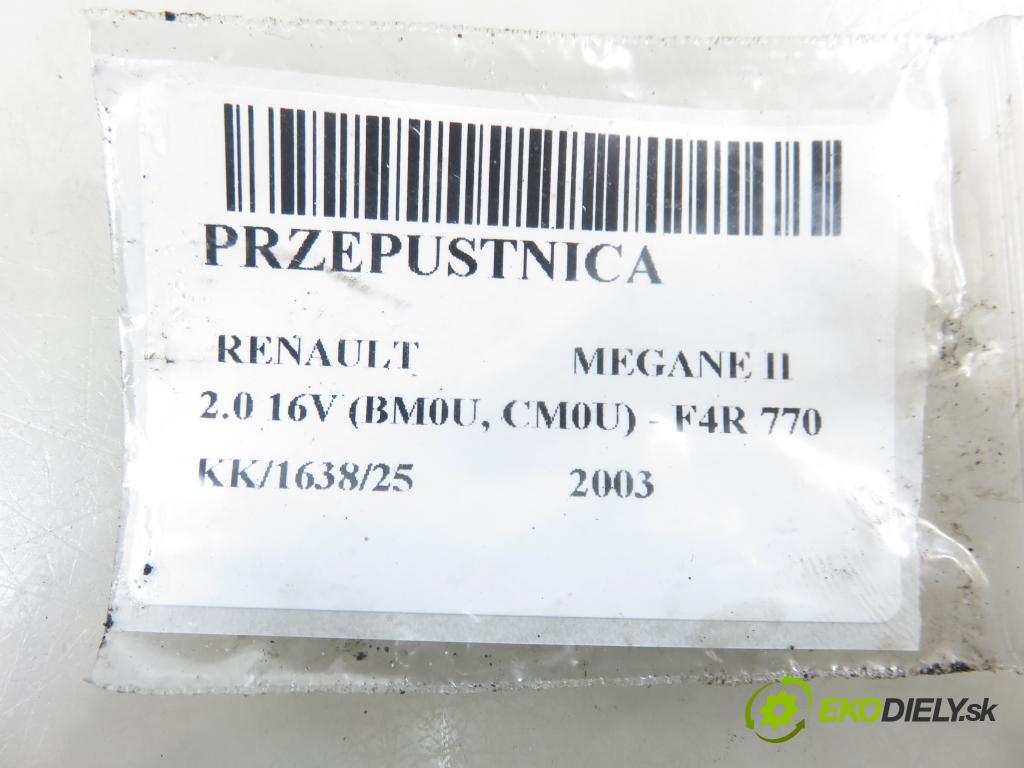 PRZEPUSTNICA
RENAULT MEGANE II
2.0 16V (BM0U, CM0U) - F4R 770
KK/1638/25 2003
EKODIELY.sk